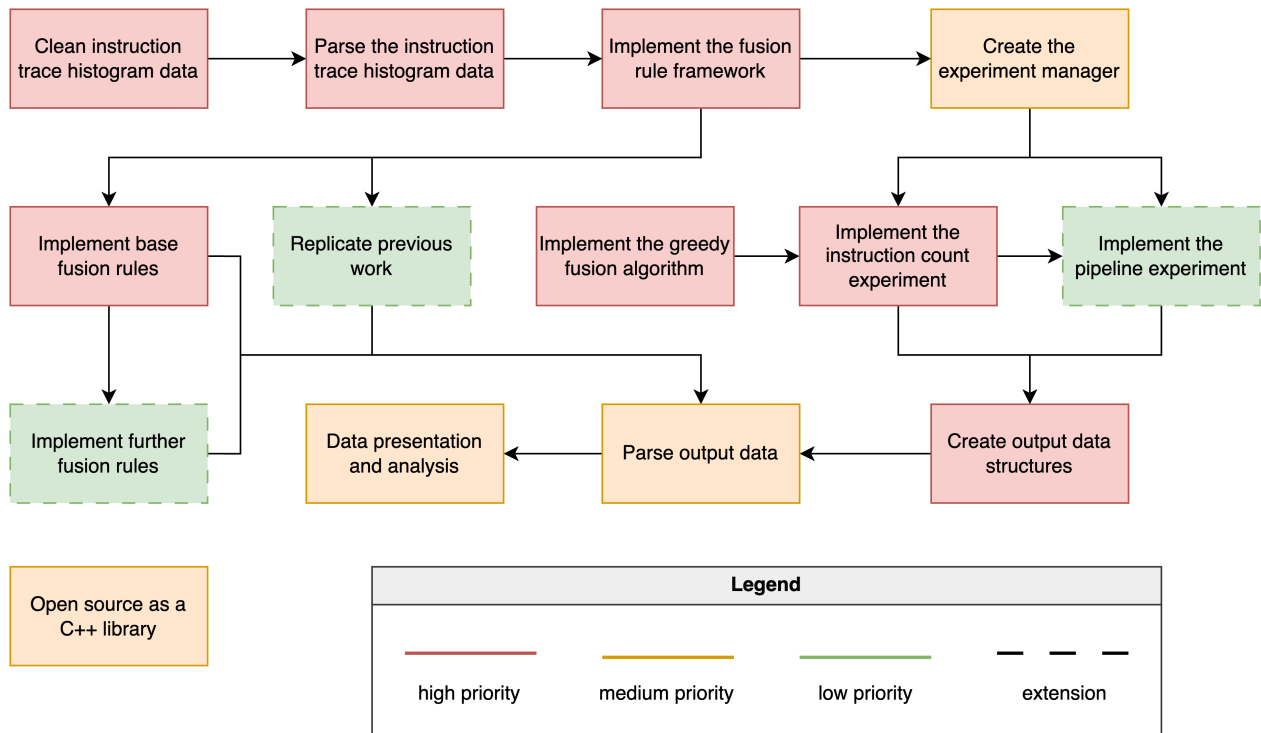 Clean instruction
trace histogram data
Parse the instruction
trace histogram data
Implement the fusion
rule framework
Create the
experiment manager
Implement base
fusion rules
Replicate previous
work
Implement the greedy
fusion algorithm
Implement the
instruction count
experiment
Implement the
pipeline experiment
Implement further
fusion rules
Data presentation
and analysis
Parse output data
Create output data
structures
Open source as a
C++ library
Legend
high priority
medium priority
low priority
extension